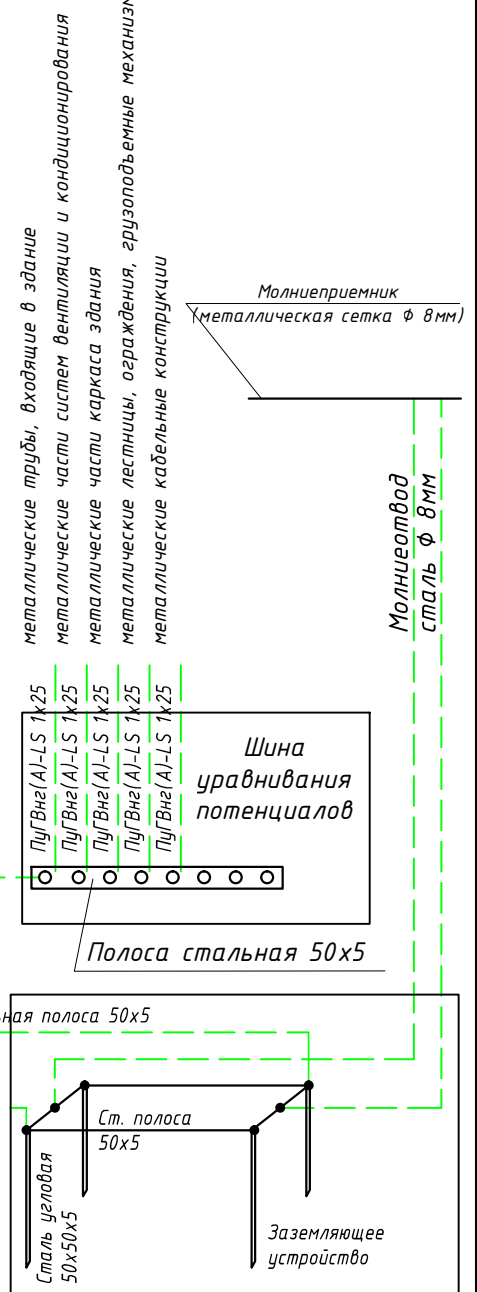 металлические трубы, входящие в здание
металлические части систем вентиляции и кондиционирования
металлические части каркаса здания
металлические лестницы, ограждения, грузоподъемные
металлические кабельные конструкции
Молниеприемник
(металлическая сетка ф 8мм)
Молниеотвод
сталь ф 8мм
ПуГВнг(А)-LS 1х25
ПуГВнг(А)-LS 1х25
ПуГВнг(А)-LS 1х25
ПуГВнг(А)-LS 1х25
ПуГВнг(А)-LS 1х25
Шина
уравнивания
потенциалов
Полоса стальная 50х5
полоса 50х5
Ст. полоса
50х5
Сталь угловая
50х50х5
Заземляющее
устройство